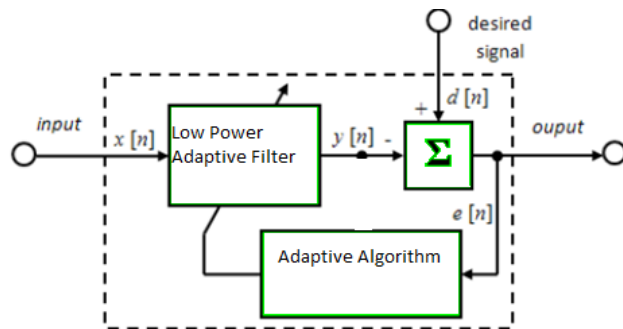 desired
signal
input
x [n]
Low Power
Adaptive Filter
y [n]
-
+
d [n]
Σ
ouput
e [n]
Adaptive Algorithm